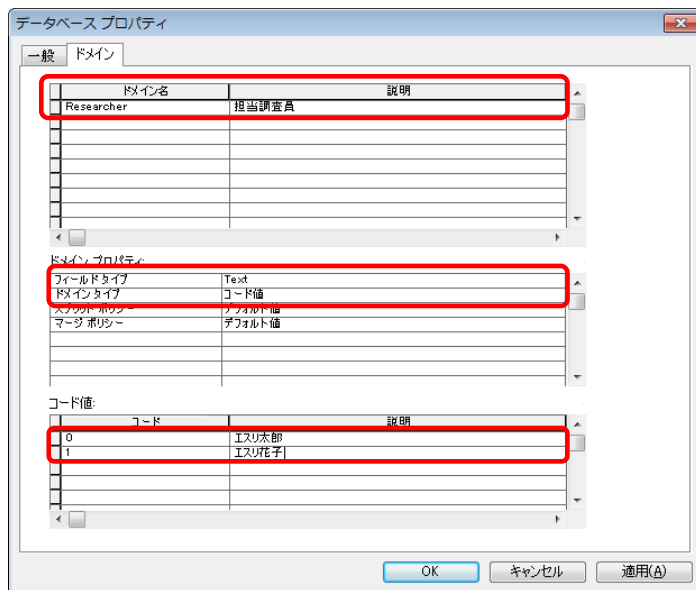 データベース プロパティ
一般 ドメイン
ドメイン名 説明
Researcher 担当調査員
ドメイン プロパティ:
フィールド タイプ Text
ドメイン タイプ コード値
スプリット ポリシー デフォルト値
マージ ポリシー デフォルト値
コード値:
コード 説明
0 エスリ太郎
1 エスリ花子
OK キャンセル 適用(A)